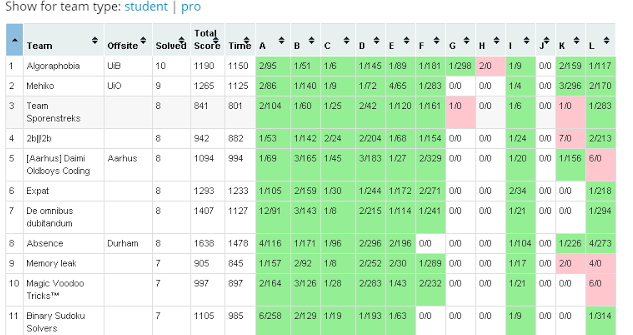 Show for team type: student | pro
Team Offsite Solved Total Score Time A B C D E F G H I J K L
1 Algoraphobia UiB 10 1190 1150 2/95 1/51 1/6 1/145 1/89 1/181 1/298 2/0 1/9 0/0 2/159 1/117
2 Mehiko UiO 9 1265 1125 2/86 1/140 1/9 1/72 4/65 1/283 0/0 0/0 1/4 0/0 3/296 2/170
3 Team Sporenstreks 8 841 801 2/104 1/60 1/25 2/42 1/120 1/161 1/0 0/0 1/6 0/0 1/0 1/283
4 2b||!2b 8 942 882 1/53 1/142 2/24 2/204 1/68 1/154 0/0 0/0 1/24 0/0 7/0 2/213
5 [Aarhus] Daimi Oldboys Coding Aarhus 8 1094 994 1/69 3/165 1/45 3/183 1/27 2/329 0/0 0/0 1/20 0/0 1/156 6/0
6 Expat 8 1293 1233 1/105 2/159 1/30 1/244 1/172 2/271 0/0 0/0 2/34 0/0 0/0 1/218
7 De omnibus dubitandum 8 1407 1127 12/91 3/143 1/8 2/215 1/114 1/241 0/0 0/0 1/21 0/0 0/0 1/294
8 Absence Durham 8 1638 1478 4/116 1/171 1/96 2/296 2/196 0/0 0/0 0/0 1/104 0/0 1/226 4/273
9 Memory leak 7 905 845 1/157 2/92 1/8 2/252 2/30 1/289 0/0 0/0 1/17 0/0 2/0 4/0
10 Magic Voodoo Tricks™ 7 997 897 2/164 3/126 1/28 2/283 1/43 2/232 0/0 0/0 1/21 0/0 0/0 6/0
11 Binary Sudoku Solvers 7 1105 985 6/258 2/129 1/19 1/193 1/63 0/0 0/0 0/0 1/9 0/0 0/0 1/314